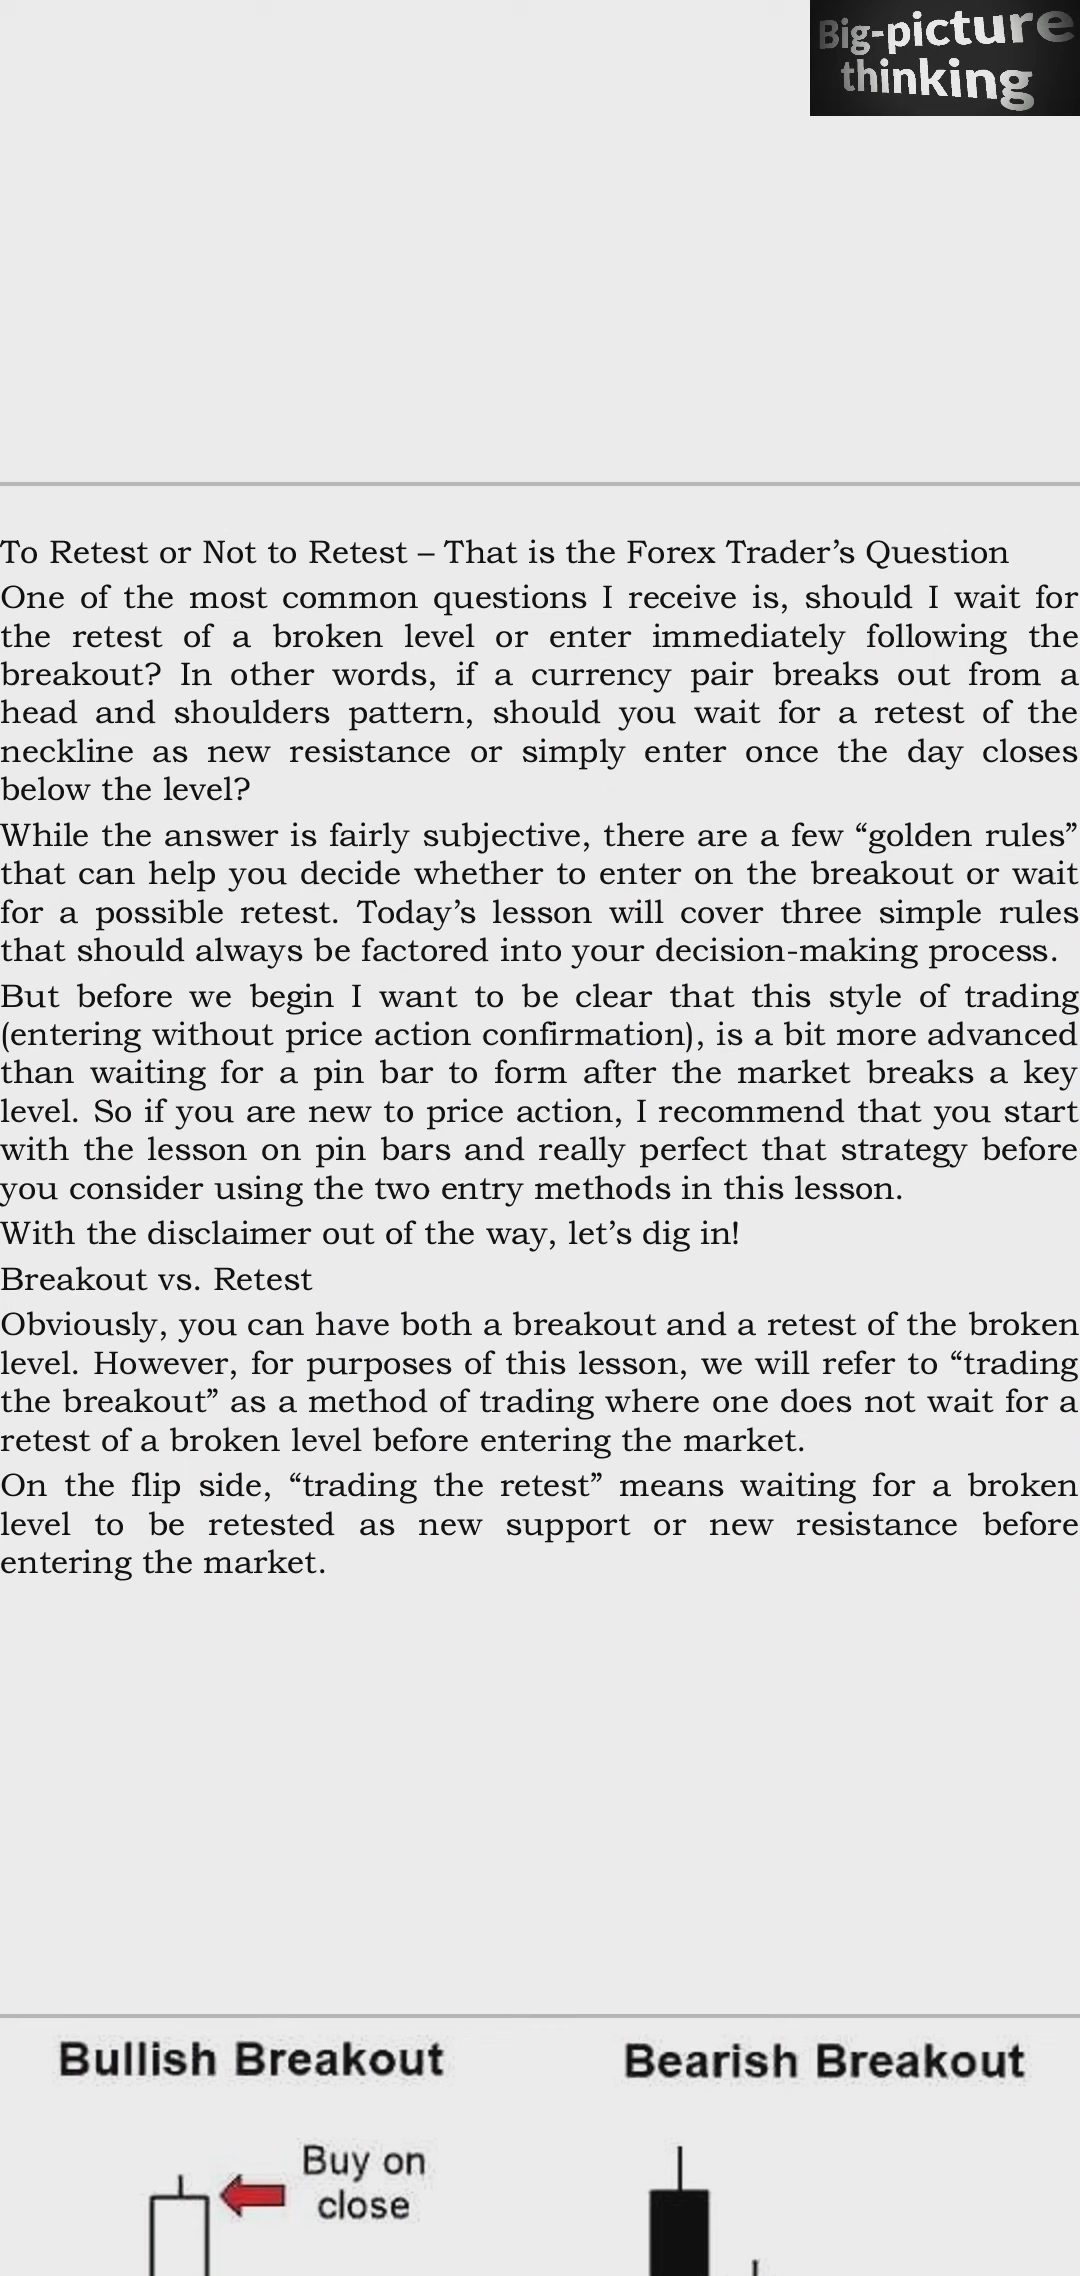 Big-picture
thinking
To Retest or Not to Retest – That is the Forex Trader’s Question
One of the most common questions I receive is, should I wait for
the retest of a broken level or enter immediately following the
breakout? In other words, if a currency pair breaks out from a
head and shoulders pattern, should you wait for a retest of the
neckline as new resistance or simply enter once the day closes
below the level?
While the answer is fairly subjective, there are a few “golden rules”
that can help you decide whether to enter on the breakout or wait
for a possible retest. Today’s lesson will cover three simple rules
that should always be factored into your decision-making process.
But before we begin I want to be clear that this style of trading
(entering without price action confirmation), is a bit more advanced
than waiting for a pin bar to form after the market breaks a key
level. So if you are new to price action, I recommend that you start
with the lesson on pin bars and really perfect that strategy before
you consider using the two entry methods in this lesson.
With the disclaimer out of the way, let’s dig in!
Breakout vs. Retest
Obviously, you can have both a breakout and a retest of the broken
level. However, for purposes of this lesson, we will refer to “trading
the breakout” as a method of trading where one does not wait for a
retest of a broken level before entering the market.
On the flip side, “trading the retest” means waiting for a broken
level to be retested as new support or new resistance before
entering the market.
Bullish Breakout
Bearish Breakout
Buy on
close